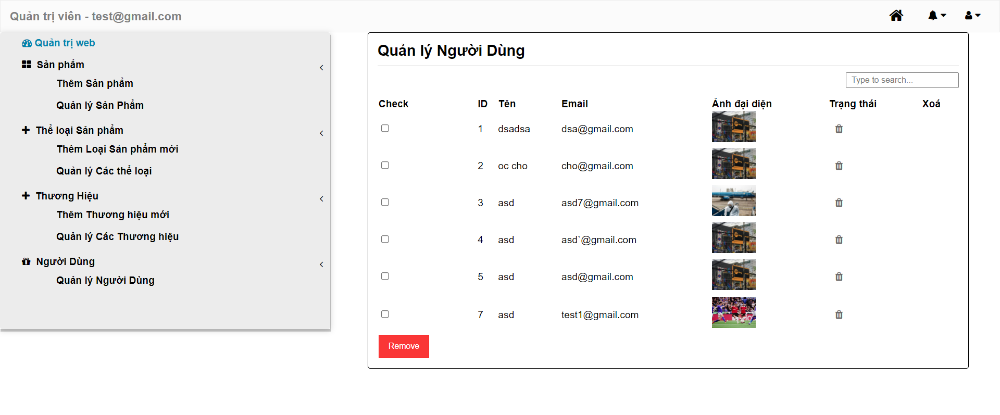 Quản trị viên - test@gmail.com
Quản trị web
Sản phẩm
Thêm Sản phẩm
Quản lý Sản Phẩm
Thể loại Sản phẩm
Thêm Loại Sản phẩm mới
Quản lý Các thể loại
Thương Hiệu
Thêm Thương hiệu mới
Quản lý Các Thương hiệu
Người Dùng
Quản lý Người Dùng
Quản lý Người Dùng
Type to search...
Check ID Tên Email Ảnh đại diện Trạng thái Xoá
1 dsadsa dsa@gmail.com
2 oc cho cho@gmail.com
3 asd asd7@gmail.com
4 asd asd`@gmail.com
5 asd asd@gmail.com
7 asd test1@gmail.com
Remove